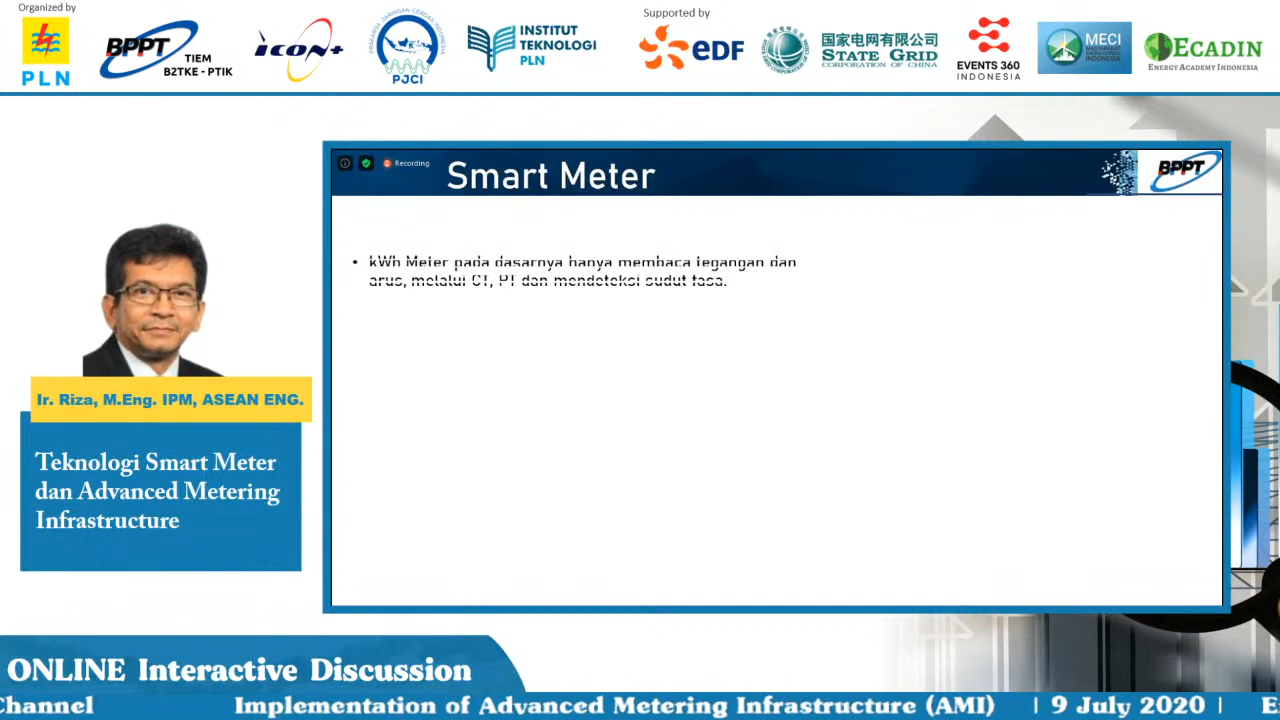 Organized by
Supported by
PLN
BPPT
TIEM
B2TKE - PTIK
icon+
PRAKARSA JARINGAN CERDAS INDONESIA
PJCI
INSTITUT
TEKNOLOGI
PLN
eDF
国家电网有限公司
STATE GRID
CORPORATION OF CHINA
EVENTS 360
INDONESIA
MECI
ECADIN
ENERGY ACADEMY INDONESIA
Recording
Smart Meter
BPPT
• kWh Meter pada dasarnya hanya membaca tegangan dan
arus, melalui CT, PT dan mendeteksi sudut fasa.
Ir. Riza, M.Eng. IPM, ASEAN ENG.
Teknologi Smart Meter
dan Advanced Metering
Infrastructure
ONLINE Interactive Discussion
Channel Implementation of Advanced Metering Infrastructure (AMI) | 9 July 2020 |